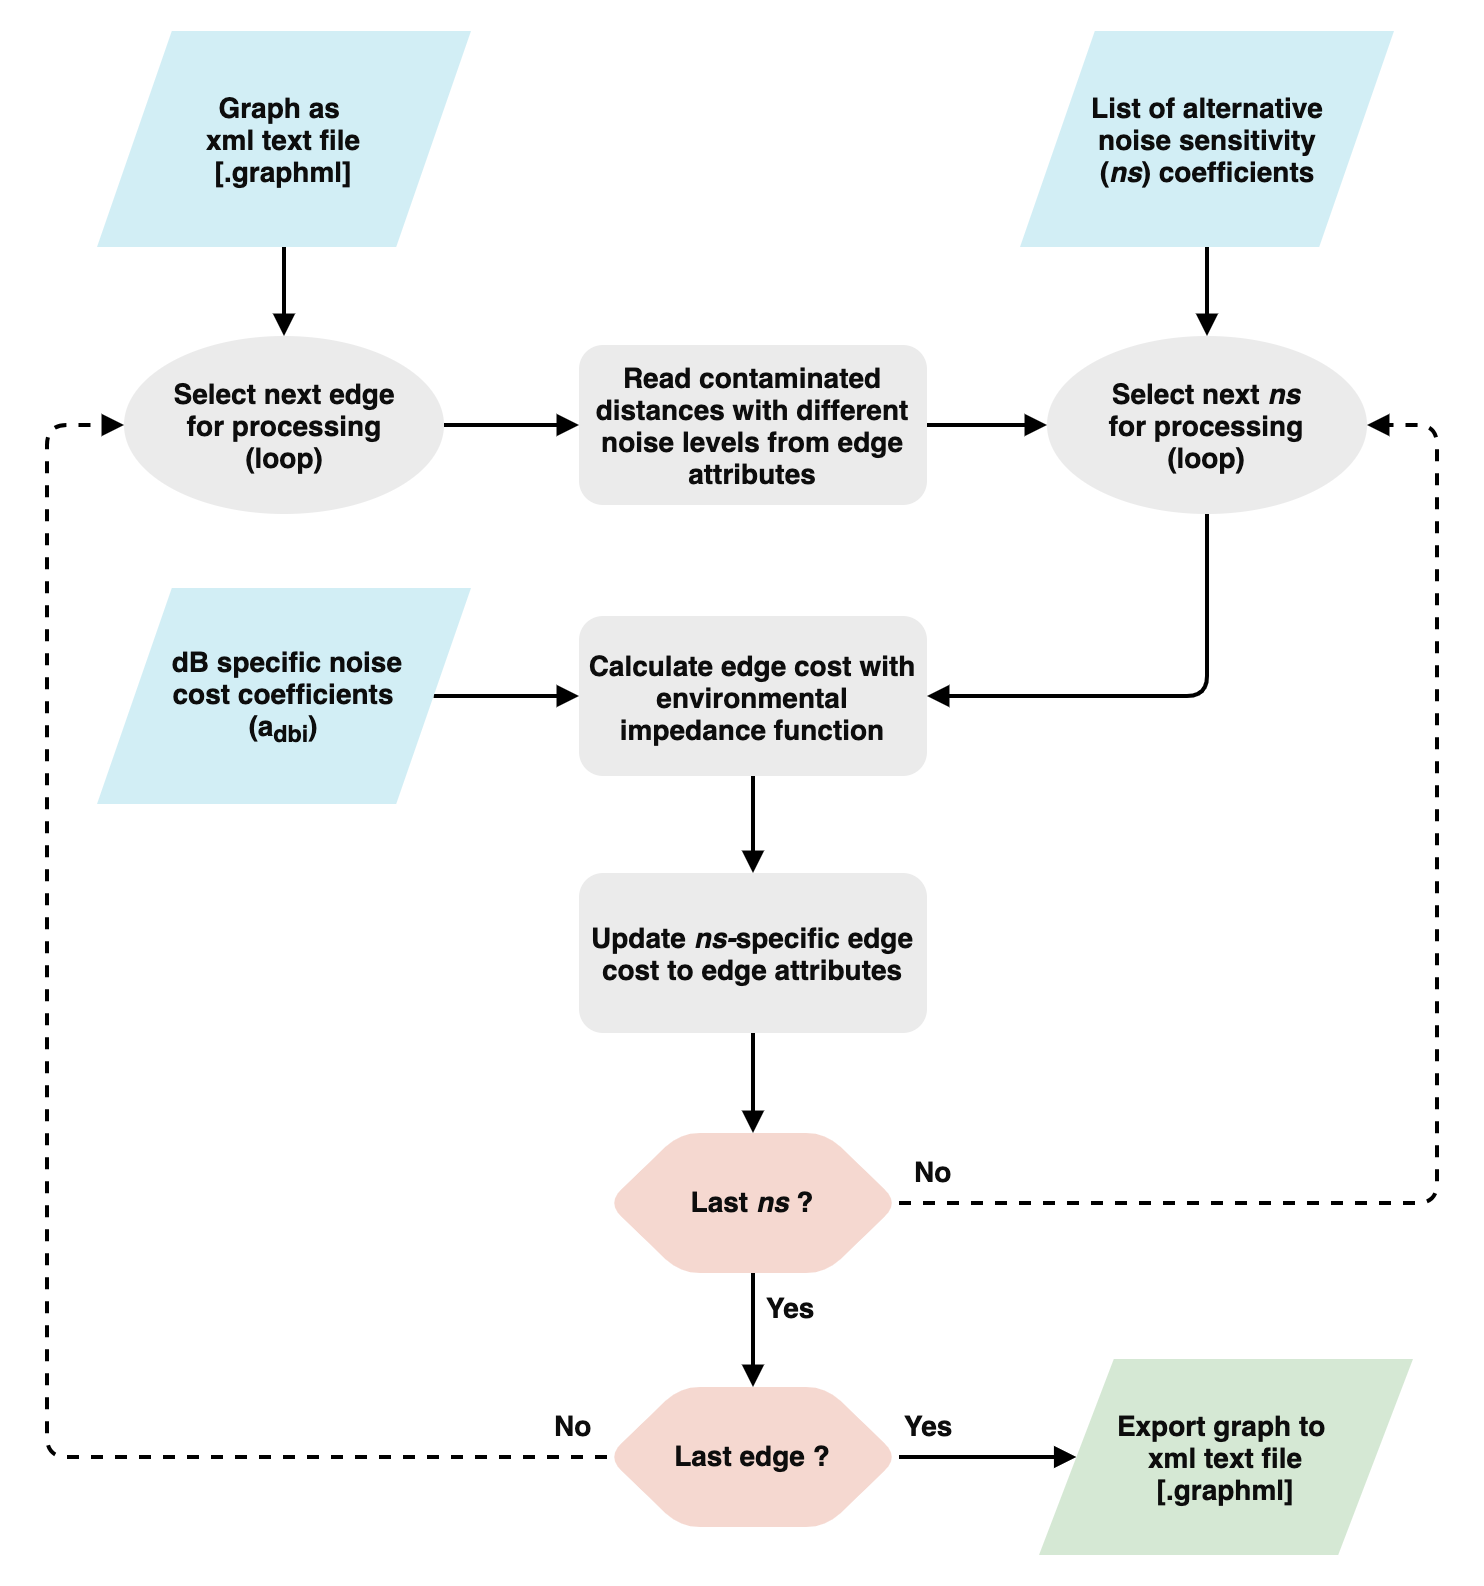 Graph as
xml text file
[.graphml]
List of alternative
noise sensitivity
(ns) coefficients
Select next edge
for processing
(loop)
Read contaminated
distances with different
noise levels from edge
attributes
Select next ns
for processing
(loop)
dB specific noise
cost coefficients
(adbi)
Calculate edge cost with
environmental
impedance function
Update ns-specific edge
cost to edge attributes
Last ns ?
No
Yes
No
Last edge ?
Yes
Export graph to
xml text file
[.graphml]